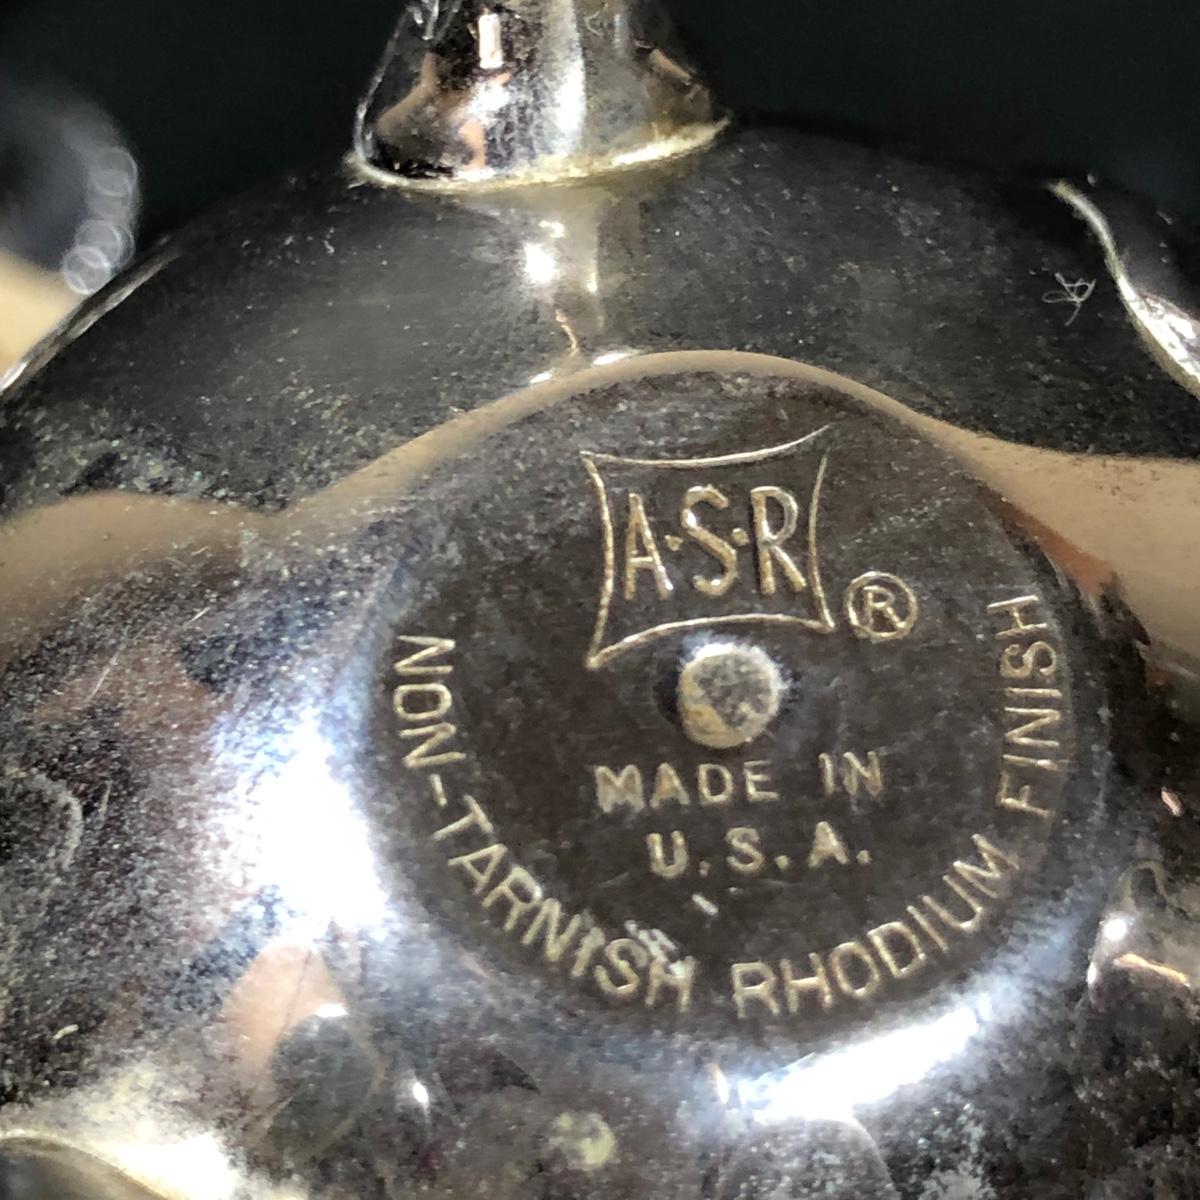 A·S·R
®
MADE IN
U.S.A.
NON-TARNISH RHODIUM FINISH